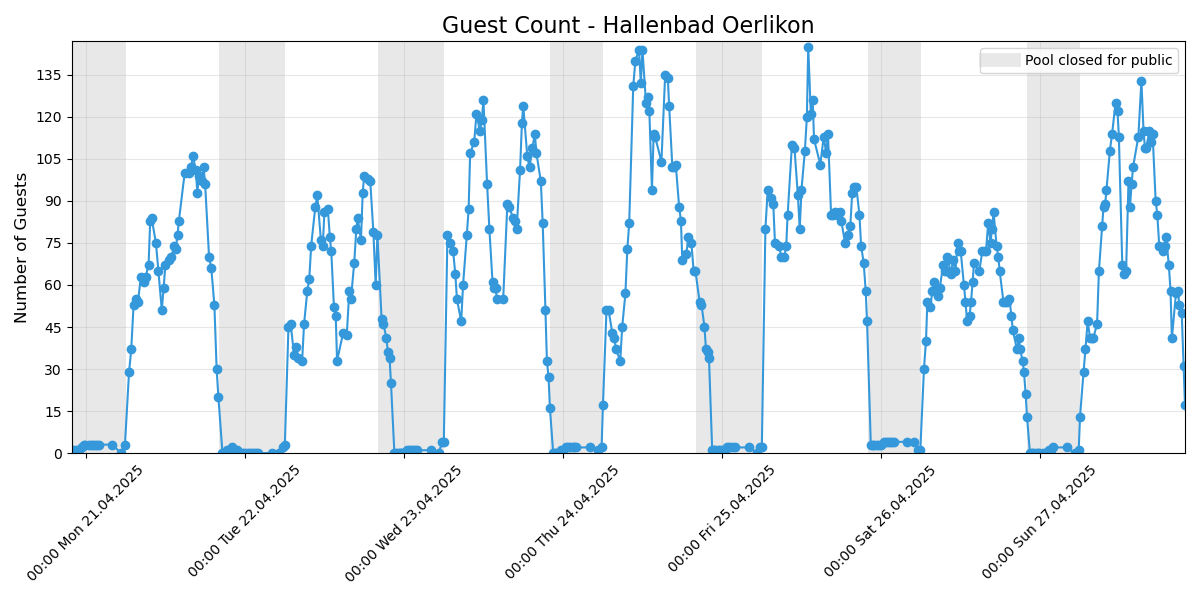 Guest Count - Hallenbad Oerlikon
Pool closed for public
Number of Guests
135
120
105
90
75
60
45
30
15
0
00:00 Mon 21.04.2025
00:00 Tue 22.04.2025
00:00 Wed 23.04.2025
00:00 Thu 24.04.2025
00:00 Fri 25.04.2025
00:00 Sat 26.04.2025
00:00 Sun 27.04.2025